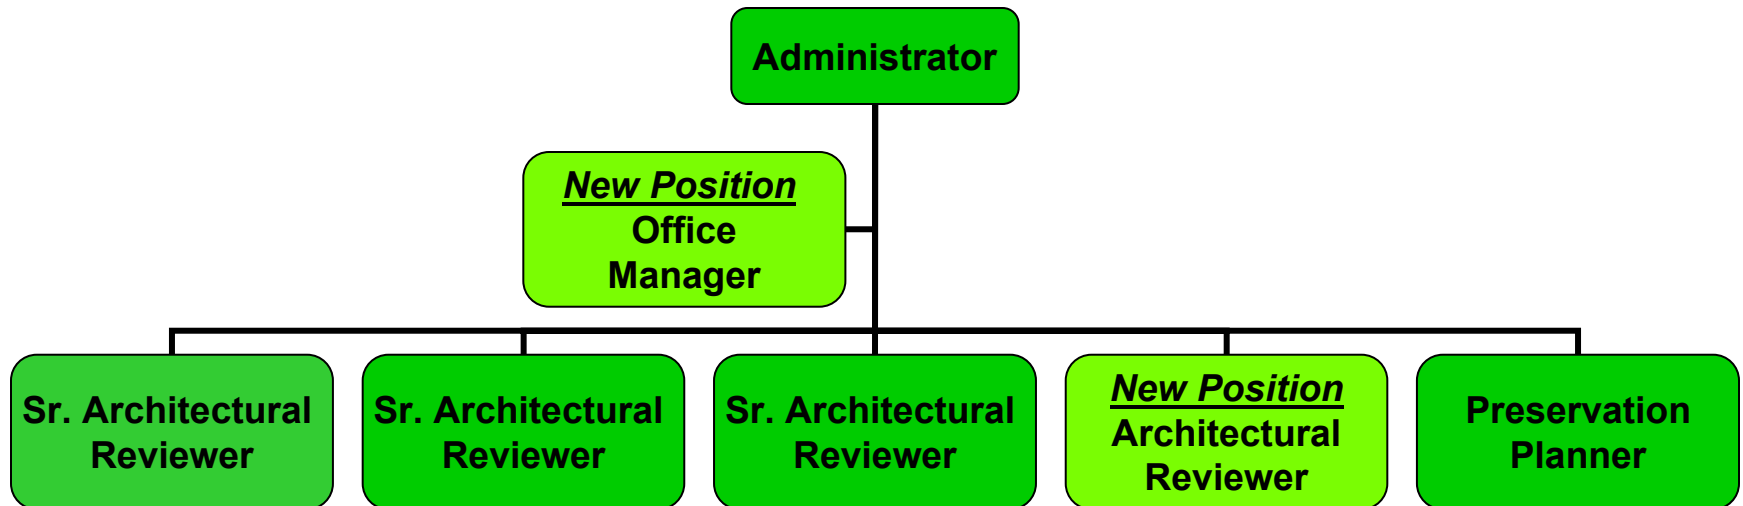 Administrator
New Position
Office
Manager
Sr. Architectural
Reviewer
Sr. Architectural
Reviewer
Sr. Architectural
Reviewer
New Position
Architectural
Reviewer
Preservation
Planner